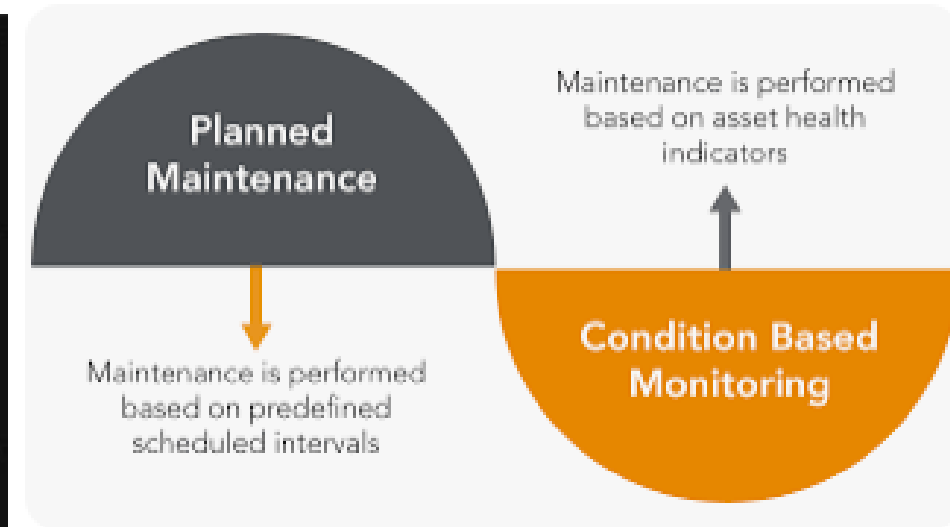 Planned
Maintenance
Maintenance is performed
based on predefined
scheduled intervals
Maintenance is performed
based on asset health
indicators
Condition Based
Monitoring